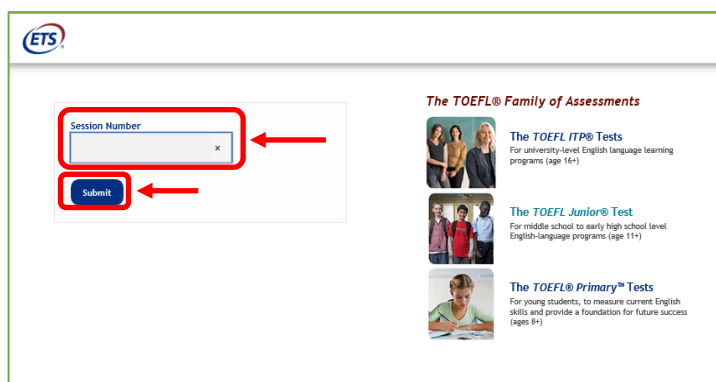 ETS®
Session Number
×
Submit
The TOEFL® Family of Assessments
The TOEFL ITP® Tests
For university-level English language learning
programs (age 16+)
The TOEFL Junior® Test
For middle school to early high school level
English-language programs (age 11+)
The TOEFL® Primary™ Tests
For young students, to measure current English
skills and provide a foundation for future success
(ages 8+)